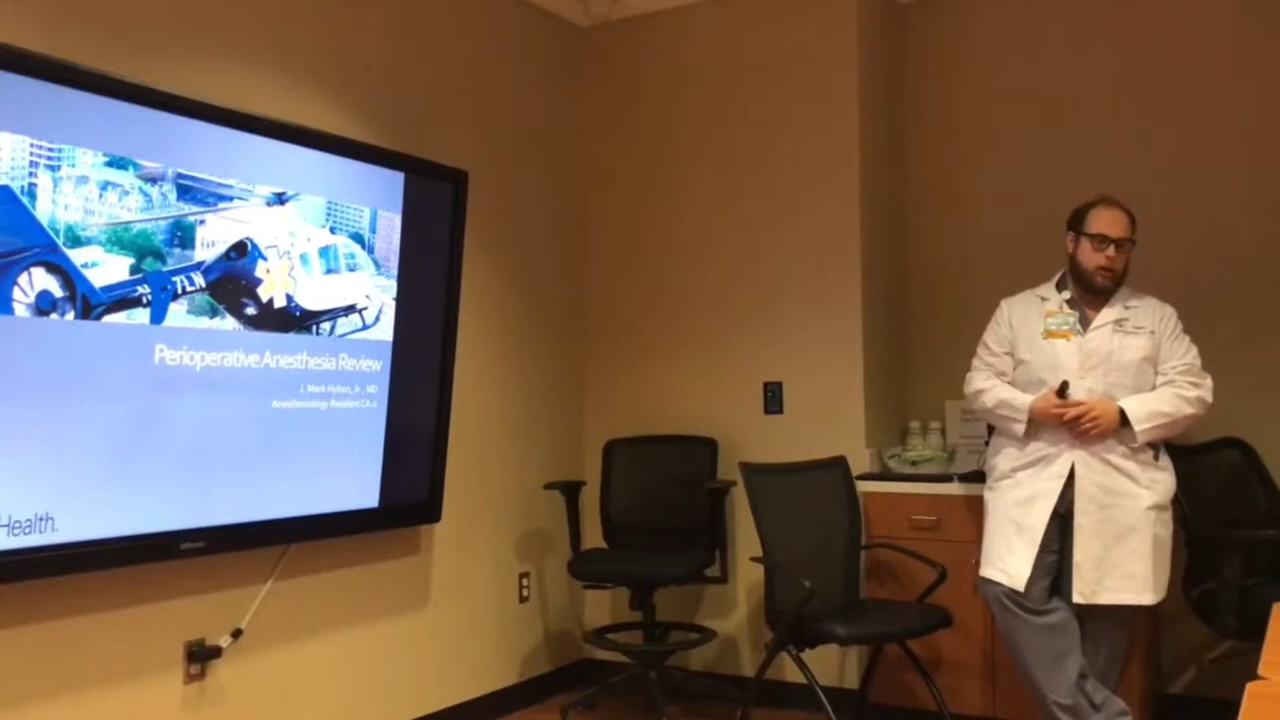 7LN
Perioperative Anesthesia Review
J. Mark Hylton, Jr., MD
Anesthesiology Resident CA-2
Health.